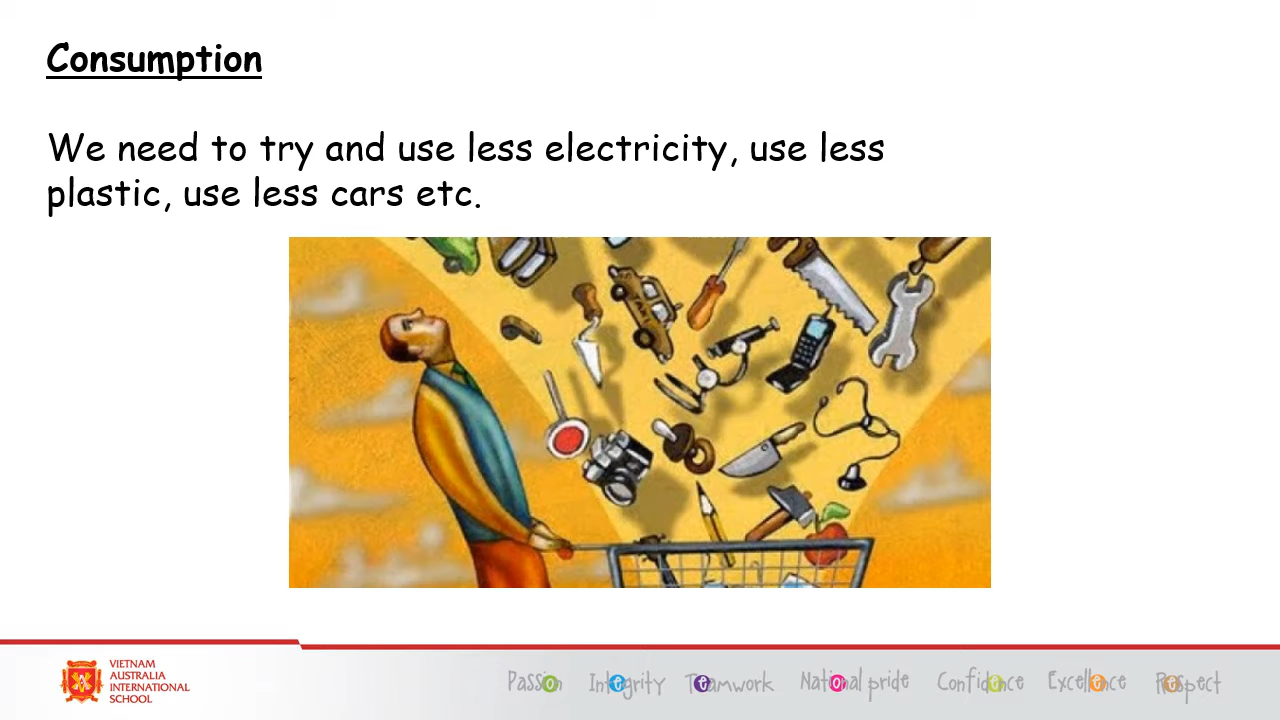 Consumption
We need to try and use less electricity, use less
plastic, use less cars etc.
TAXI
VIETNAM
AUSTRALIA
INTERNATIONAL
SCHOOL
Passion Integrity Teamwork National pride Confidence Excellence Respect